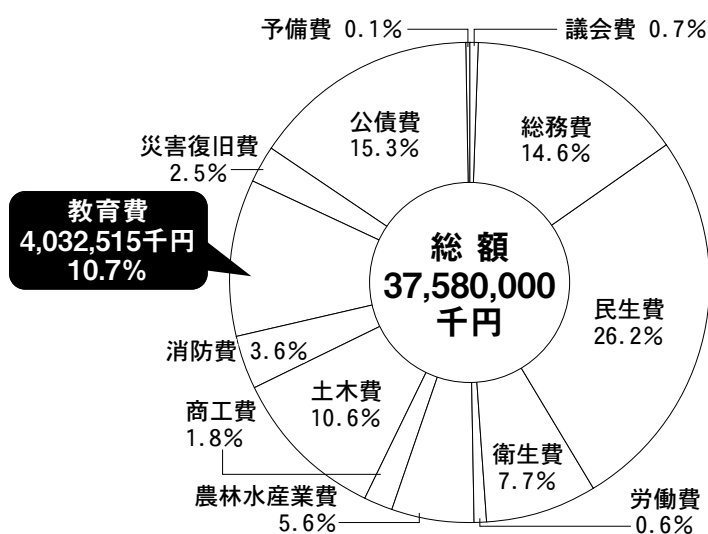 予備費 0.1%
議会費 0.7%
公債費
15.3%
総務費
14.6%
災害復旧費
2.5%
教育費
4,032,515千円
10.7%
総額
37,580,000
千円
民生費
26.2%
消防費 3.6%
土木費
10.6%
商工費
1.8%
衛生費
7.7%
農林水産業費
5.6%
労働費
0.6%